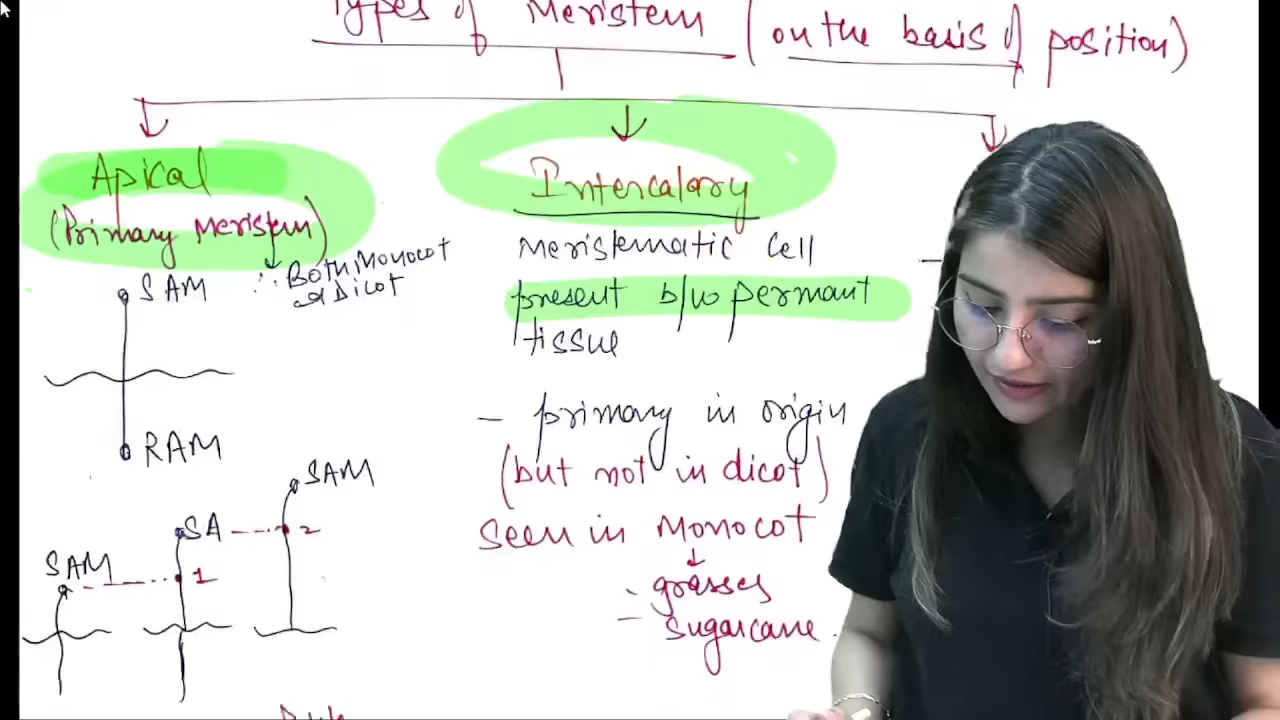 Types of Meristem (on the basis of position)
Apical
(Primary Meristem)
∴ Both Monocot
& Dicot
SAM
RAM
SAM
SA
SAM
1
2
Intercalary
Meristematic cell
present b/w permant
tissue
- primary in origin
(but not in dicot)
seen in Monocot
grasses
- sugarcane.